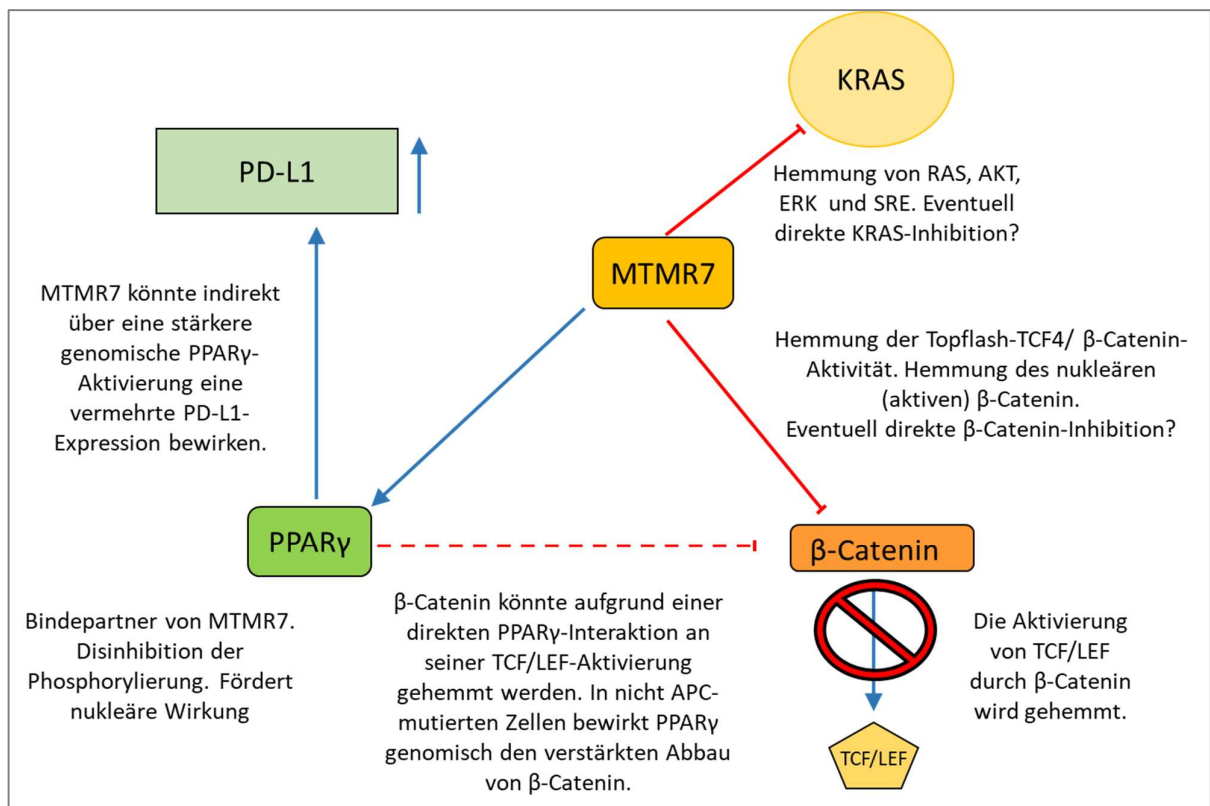 KRAS
PD-L1
Hemmung von RAS, AKT,
ERK und SRE. Eventuell
direkte KRAS-Inhibition?
MTMR7
MTMR7 könnte indirekt
über eine stärkere
genomische PPARγ-
Aktivierung eine
vermehrte PD-L1-
Expression bewirken.
Hemmung der Topflash-TCF4/ β-Catenin-
Aktivität. Hemmung des nukleären
(aktiven) β-Catenin.
Eventuell direkte β-Catenin-Inhibition?
PPARγ
β-Catenin
Bindepartner von MTMR7.
Disinhibition der
Phosphorylierung. Fördert
nukleäre Wirkung
β-Catenin könnte aufgrund einer
direkten PPARγ-Interaktion an
seiner TCF/LEF-Aktivierung
gehemmt werden. In nicht APC-
mutierten Zellen bewirkt PPARγ
genomisch den verstärkten Abbau
von β-Catenin.
Die Aktivierung
von TCF/LEF
durch β-Catenin
wird gehemmt.
TCF/LEF